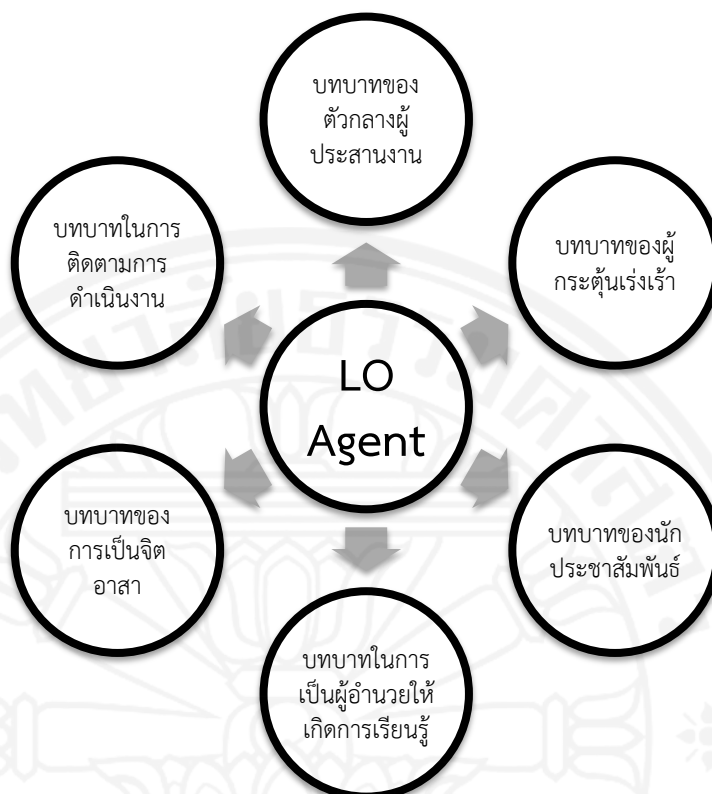 บทบาทของ
ตัวกลางผู้
ประสานงาน
บทบาทในการ
ติดตามการ
ดำเนินงาน
บทบาทของผู้
กระตุ้นเร่งเร้า
LO
Agent
บทบาทของ
การเป็นจิต
อาสา
บทบาทของนัก
ประชาสัมพันธ์
บทบาทในการ
เป็นผู้อำนวยให้
เกิดการเรียนรู้